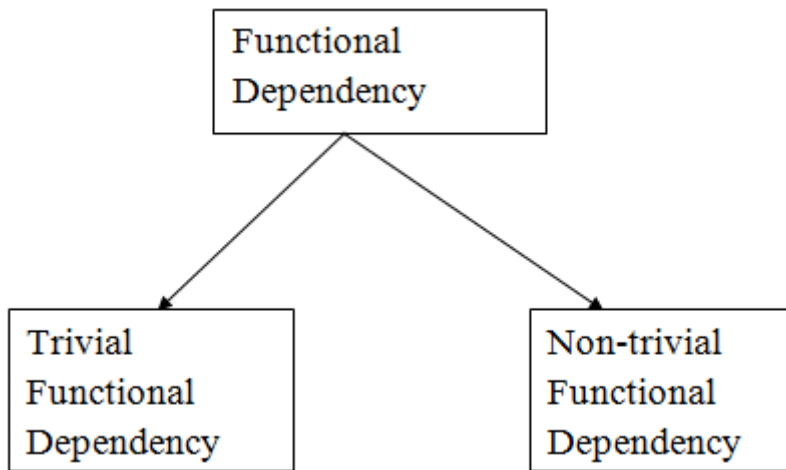 Functional
Dependency
Trivial
Functional
Dependency
Non-trivial
Functional
Dependency